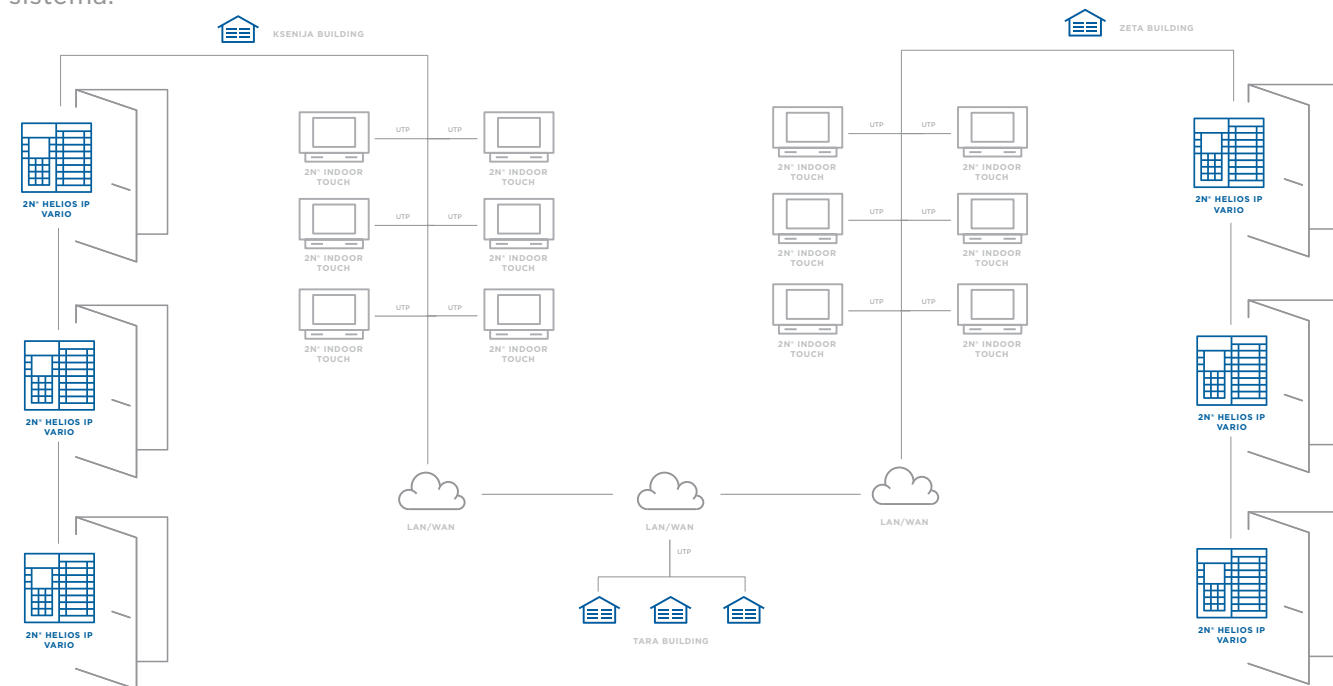 sistema.
KSENIJA BUILDING
ZETA BUILDING
2N® HELIOS IP
VARIO
2N® HELIOS IP
VARIO
2N® HELIOS IP
VARIO
UTP UTP
2N® INDOOR
TOUCH
2N® INDOOR
TOUCH
UTP UTP
2N® INDOOR
TOUCH
2N® INDOOR
TOUCH
UTP UTP
2N® INDOOR
TOUCH
2N® INDOOR
TOUCH
UTP UTP
2N® INDOOR
TOUCH
2N® INDOOR
TOUCH
UTP UTP
2N® INDOOR
TOUCH
2N® INDOOR
TOUCH
UTP UTP
2N® INDOOR
TOUCH
2N® INDOOR
TOUCH
2N® HELIOS IP
VARIO
2N® HELIOS IP
VARIO
2N® HELIOS IP
VARIO
LAN/WAN
LAN/WAN
LAN/WAN
UTP
TARA BUILDING